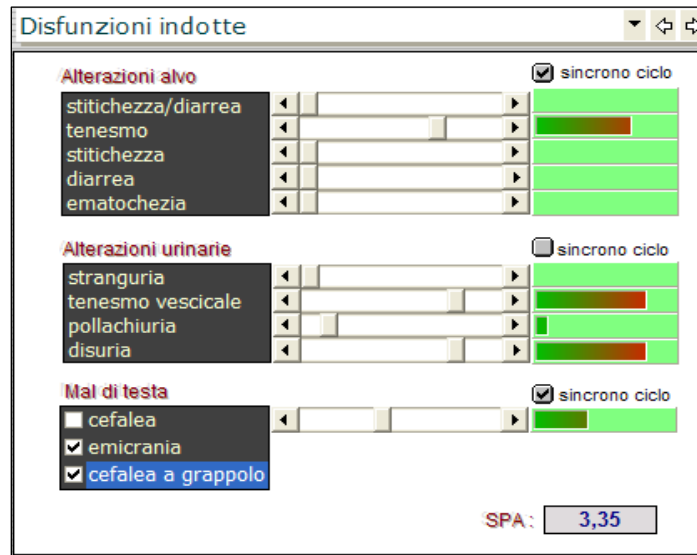 Disfunzioni indotte
Alterazioni alvo
sincrono ciclo
stitichezza/diarrea
tenesmo
stitichezza
diarrea
ematochezia
Alterazioni urinarie
sincrono ciclo
stranguria
tenesmo vescicale
pollachiuria
disuria
Mal di testa
sincrono ciclo
cefalea
emicrania
cefalea a grappolo
SPA: 3,35